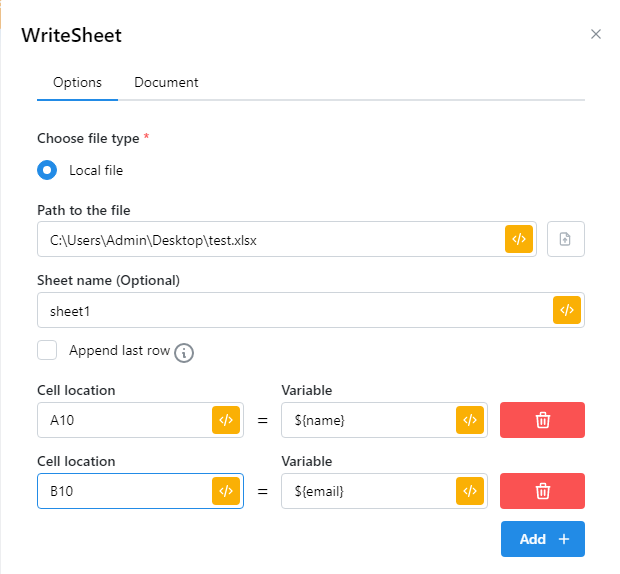 WriteSheet
Options Document
Choose file type *
Local file
Path to the file
C:\Users\Admin\Desktop\test.xlsx
Sheet name (Optional)
sheet1
Append last row
Cell location Variable
A10 = ${name}
Cell location Variable
B10 = ${email}
Add +